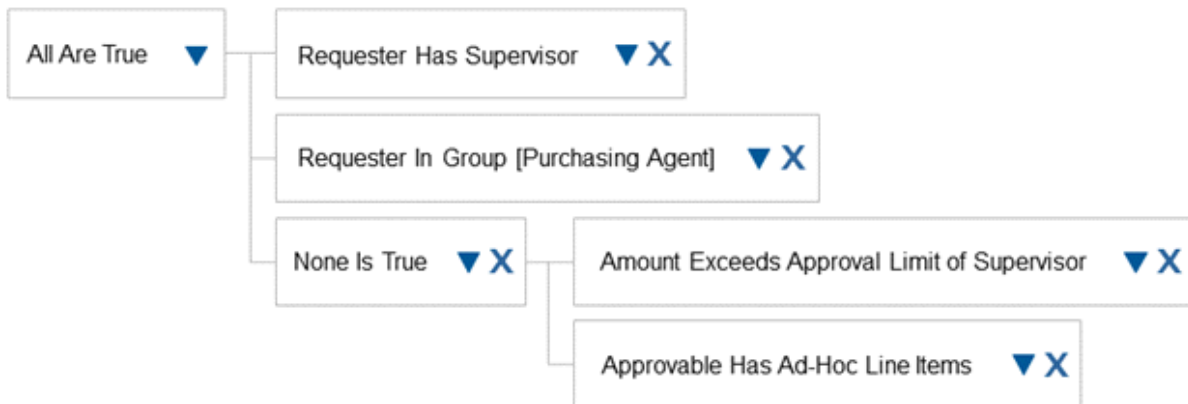 All Are True
Requester Has Supervisor X
Requester In Group [Purchasing Agent] X
None Is True X
Amount Exceeds Approval Limit of Supervisor X
Approvable Has Ad-Hoc Line Items X